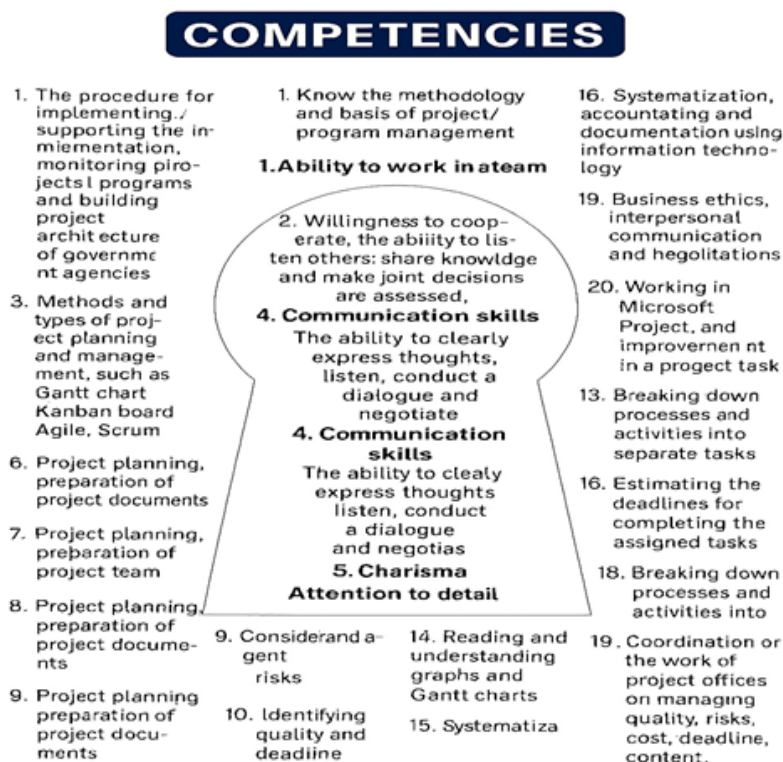 COMPETENCIES
1. The procedure for
implementing./
supporting the in-
miementation,
monitoring piro-
jects l programs
and building
project
archit ecture
of governmє
nt agencies
3. Methods and
types of proj-
ect planning
and manage-
ment, such as
Gantt chart
Kanban board
Agile, Scrum
6. Project planning,
preparation of
project documents
7. Project planning,
preparation of
project team
8. Project planning,
preparation of
project docume-
nts
9. Project planning
preparation of
project docu-
ments
1. Know the methodology
and basis of project/
program management
1.Ability to work in ateam
2. Willingness to coop-
erate, the abiiity to lis-
ten others: share knowldge
and make joint decisions
are assessed,
4. Communication skills
The ability to clearly
express thoughts,
listen, conduct a
dialogue and
negotiate
4. Communication
skills
The ability to clealy
express thoughts
listen, conduct
a dialogue
and negotias
5. Charisma
Attention to detail
9. Considerand a-
gent
risks
10. Identifying
quality and
deadline
14. Reading and
understanding
graphs and
Gantt charts
15. Systematiza
16. Systematization,
accountating and
documentation using
information techno-
logy
19. Business ethics,
interpersonal
communication
and hegolitations
20. Working in
Microsoft
Project, and
improvernen nt
in a progect task
13. Breaking down
processes and
activities into
separate tasks
16. Estimating the
deadlines for
completing the
assigned tasks
18. Breaking down
processes and
activities into
19. Coordination or
the work of
project offices
on managing
quality, risks,
cost, deadline,
content.